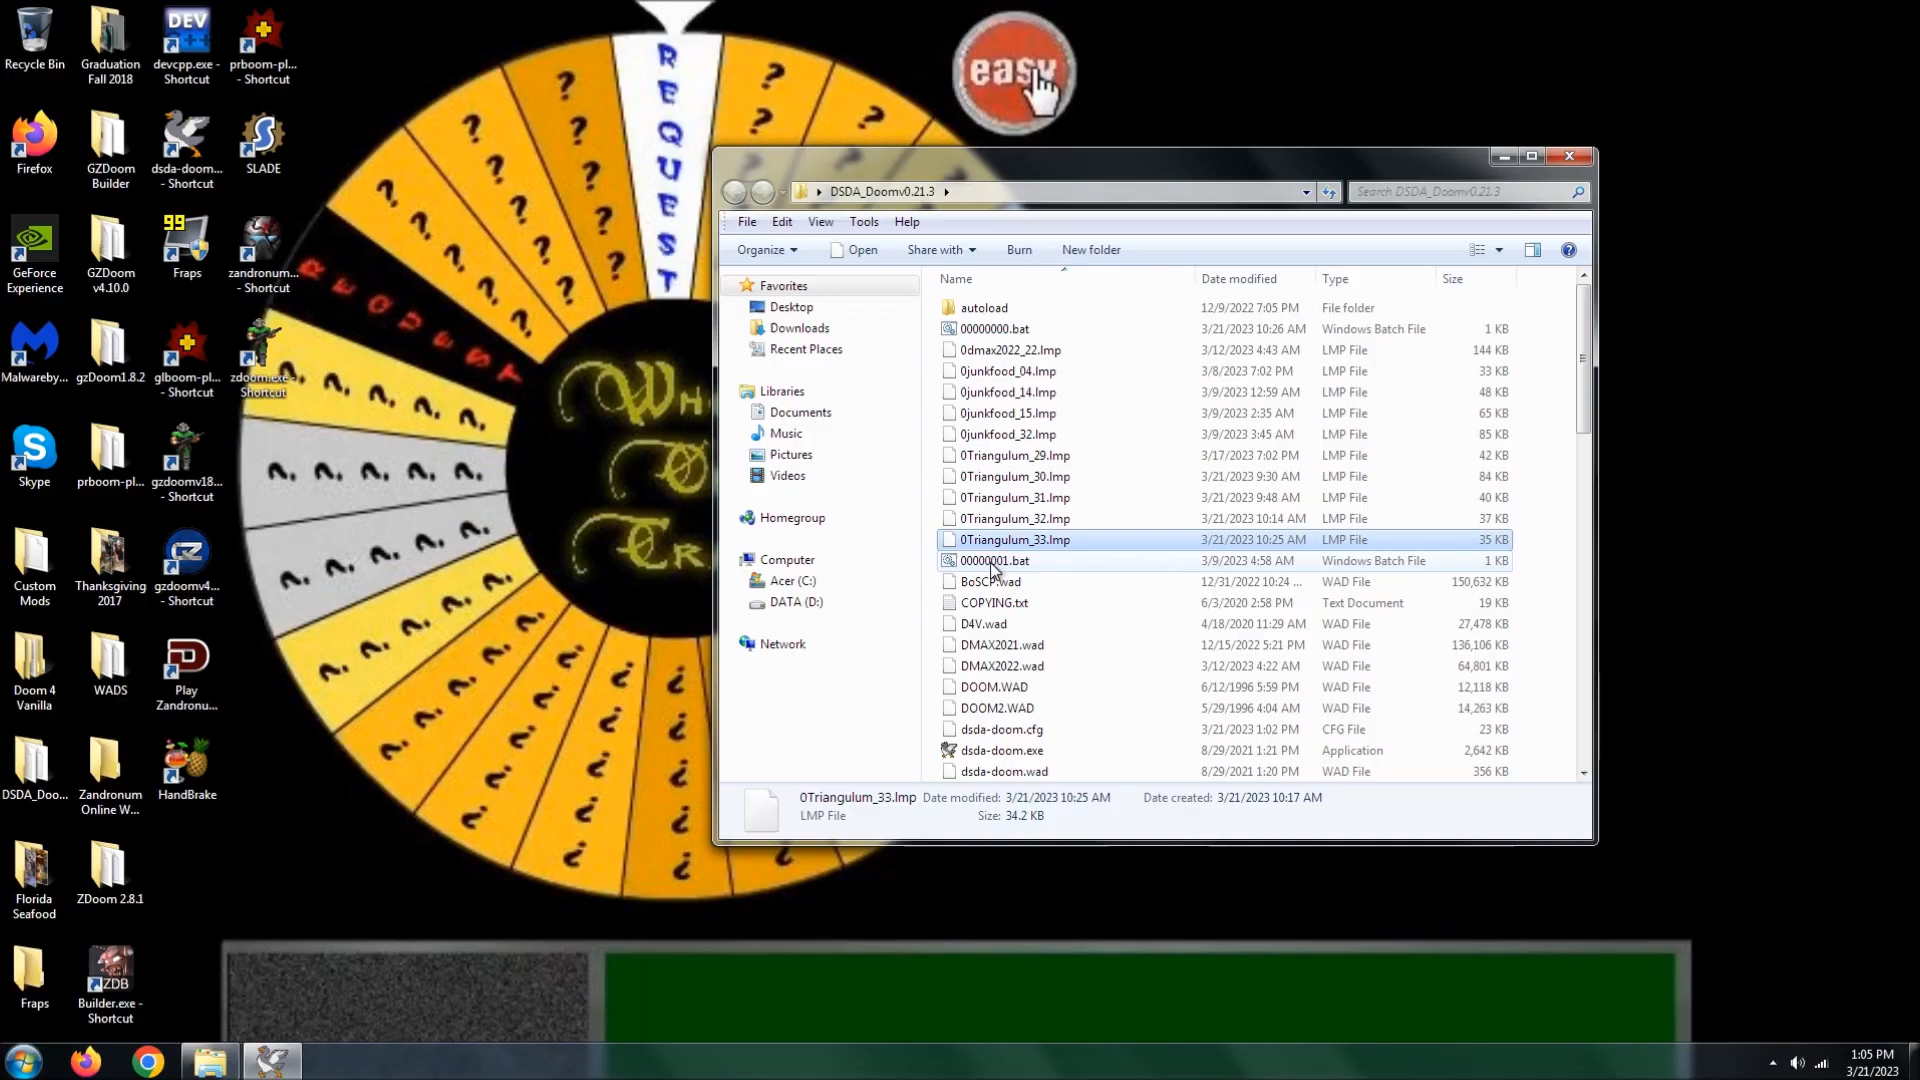 Recycle Bin
Graduation
Fall 2018
devcpp.exe -
Shortcut
prboom-pl...
- Shortcut
Firefox
GZDoom
Builder
dsda-doom...
- Shortcut
SLADE
GeForce
Experience
GZDoom
v4.10.0
99
Fraps
zandronum...
- Shortcut
Malwareby...
gzDoom1.8.2
glboom-pl...
- Shortcut
zdoom.exe -
Shortcut
Skype
prboom-pl...
gzdoomv18...
- Shortcut
Custom
Mods
Thanksgiving
2017
gzdoomv4...
- Shortcut
Doom 4
Vanilla
WADS
Play
Zandronu...
DSDA_Doo...
Zandronum
Online W...
HandBrake
Florida
Seafood
ZDoom 2.8.1
Fraps
ZDB
Builder.exe -
Shortcut
DEV
REQUEST
REQUEST
easy
DSDA_Doomv0.21.3
Search DSDA_Doomv0.21.3
File Edit View Tools Help
Organize Open Share with Burn New folder
Favorites
Desktop
Downloads
Recent Places
Libraries
Documents
Music
Pictures
Videos
Homegroup
Computer
Acer (C:)
DATA (D:)
Network
Name Date modified Type Size
autoload 12/9/2022 7:05 PM File folder
00000000.bat 3/21/2023 10:26 AM Windows Batch File 1 KB
0dmax2022_22.lmp 3/12/2023 4:43 AM LMP File 144 KB
0junkfood_04.lmp 3/8/2023 7:02 PM LMP File 33 KB
0junkfood_14.lmp 3/9/2023 12:59 AM LMP File 48 KB
0junkfood_15.lmp 3/9/2023 2:35 AM LMP File 65 KB
0junkfood_32.lmp 3/9/2023 3:45 AM LMP File 85 KB
0Triangulum_29.lmp 3/17/2023 7:02 PM LMP File 42 KB
0Triangulum_30.lmp 3/21/2023 9:30 AM LMP File 84 KB
0Triangulum_31.lmp 3/21/2023 9:48 AM LMP File 40 KB
0Triangulum_32.lmp 3/21/2023 10:14 AM LMP File 37 KB
0Triangulum_33.lmp 3/21/2023 10:25 AM LMP File 35 KB
00000001.bat 3/9/2023 4:58 AM Windows Batch File 1 KB
BoSCP.wad 12/31/2022 10:24 ... WAD File 150,632 KB
COPYING.txt 6/3/2020 2:58 PM Text Document 19 KB
D4V.wad 4/18/2020 11:29 AM WAD File 27,478 KB
DMAX2021.wad 12/15/2022 5:21 PM WAD File 136,106 KB
DMAX2022.wad 3/12/2023 4:22 AM WAD File 64,801 KB
DOOM.WAD 6/12/1996 5:59 PM WAD File 12,118 KB
DOOM2.WAD 5/29/1996 4:04 AM WAD File 14,263 KB
dsda-doom.cfg 3/21/2023 1:02 PM CFG File 23 KB
dsda-doom.exe 8/29/2021 1:21 PM Application 2,642 KB
dsda-doom.wad 8/29/2021 1:20 PM WAD File 356 KB
0Triangulum_33.lmp Date modified: 3/21/2023 10:25 AM Date created: 3/21/2023 10:17 AM
LMP File Size: 34.2 KB
1:05 PM
3/21/2023